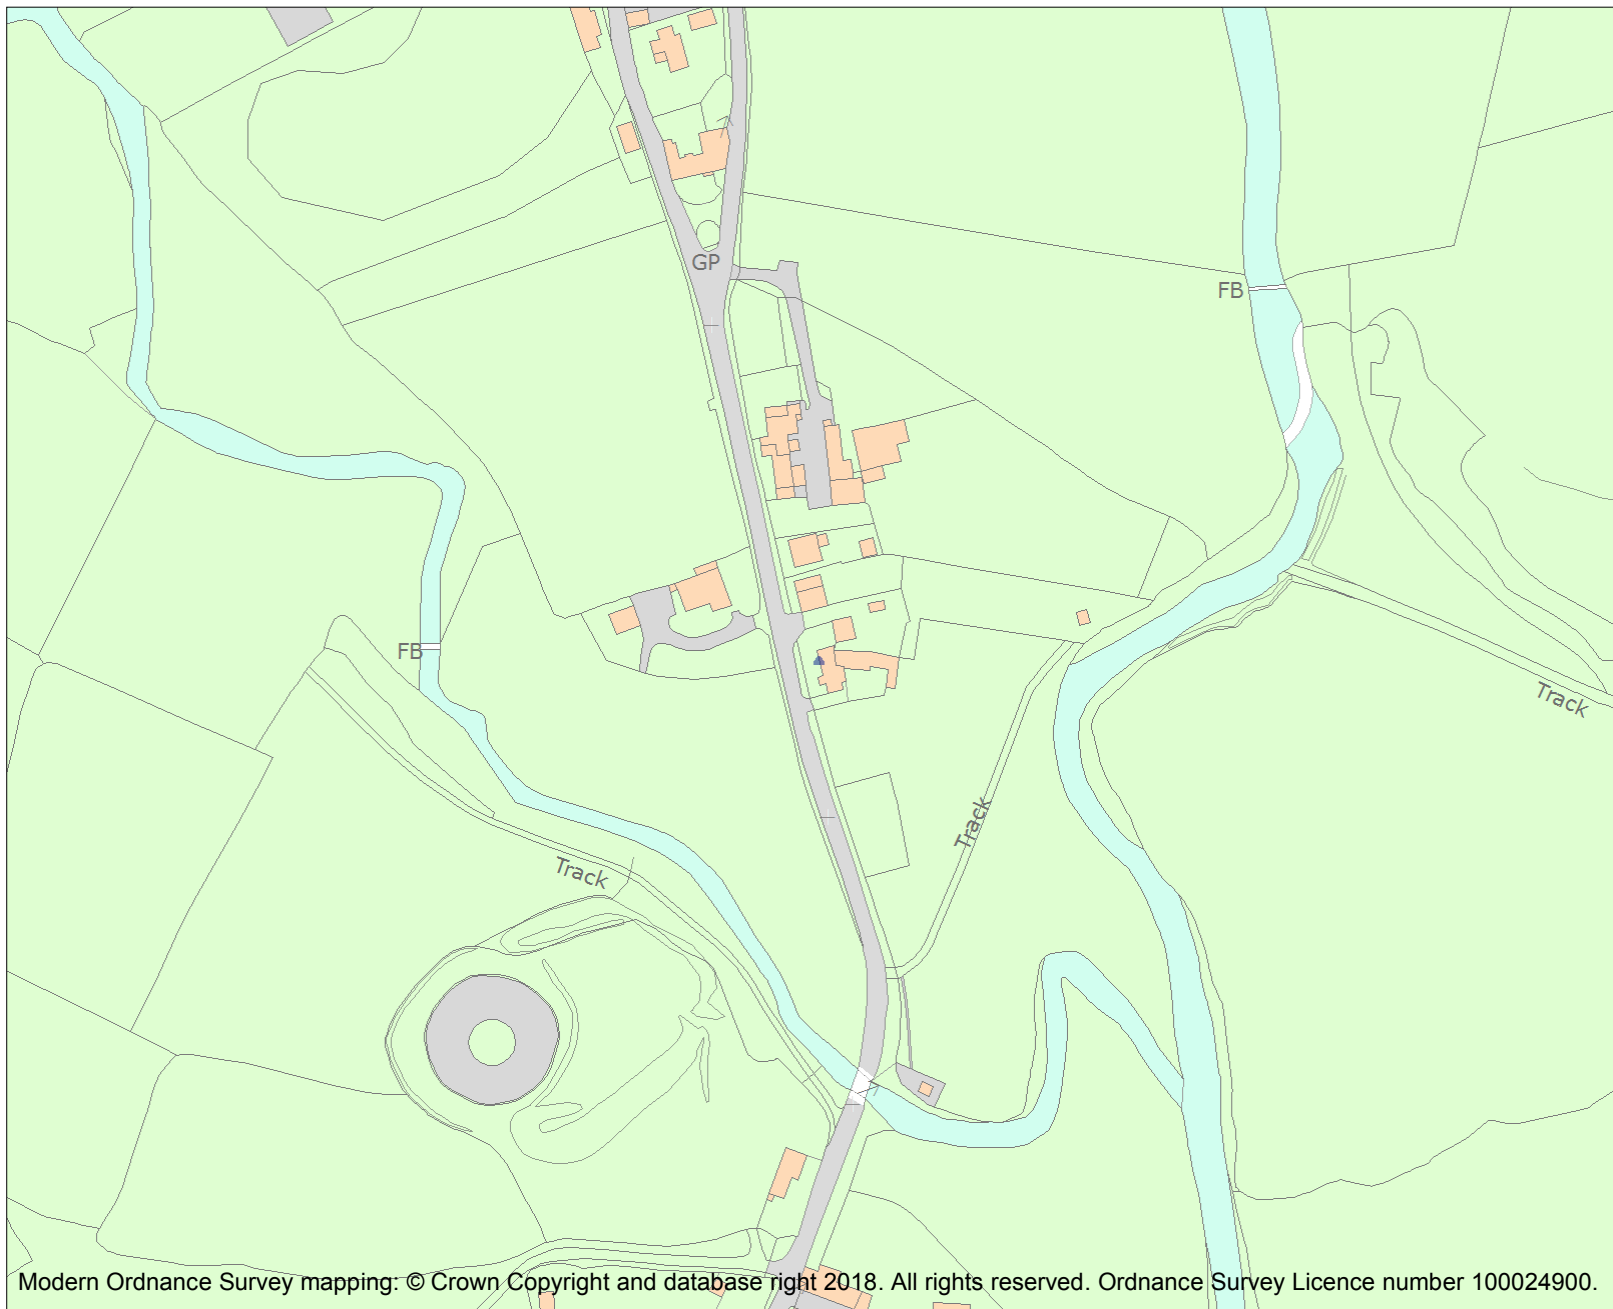 GP
FB
FB
Track
Track
Track
Modern Ordnance Survey mapping: © Crown Copyright and database right 2018. All rights reserved. Ordnance Survey Licence number 100024900.